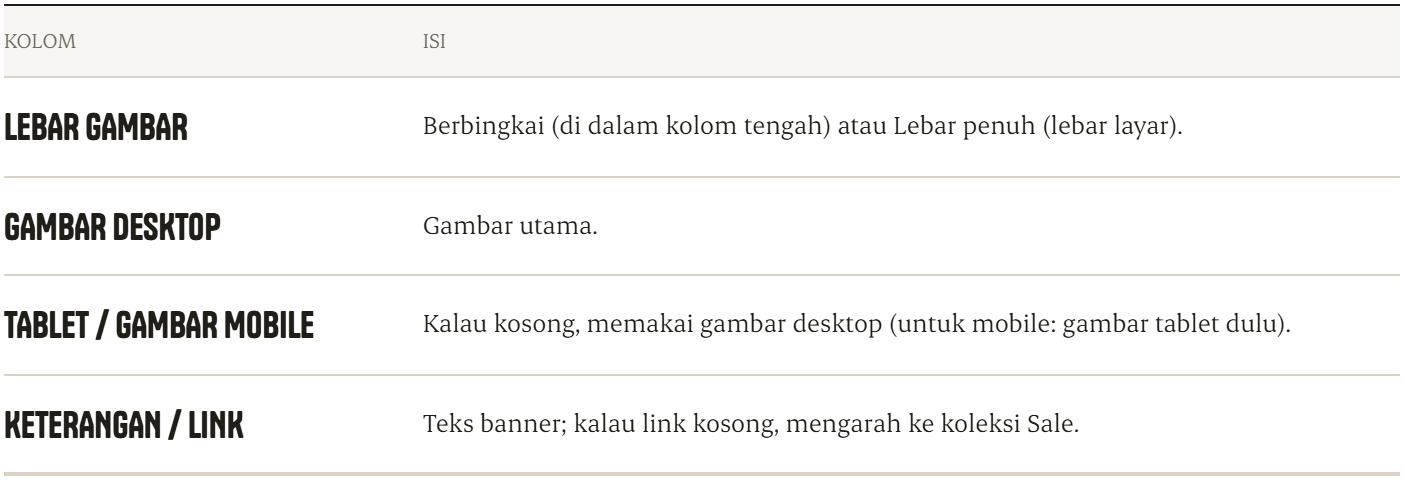 KOLOM ISI
LEBAR GAMBAR Berbingkai (di dalam kolom tengah) atau Lebar penuh (lebar layar).
GAMBAR DESKTOP Gambar utama.
TABLET / GAMBAR MOBILE Kalau kosong, memakai gambar desktop (untuk mobile: gambar tablet dulu).
KETERANGAN / LINK Teks banner; kalau link kosong, mengarah ke koleksi Sale.